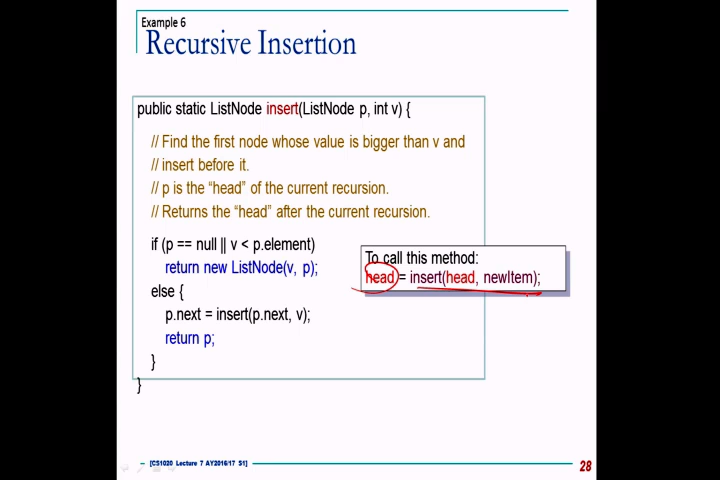 Example 6
Recursive Insertion
public static ListNode insert(ListNode p, int v) {
// Find the first node whose value is bigger than v and
// insert before it.
// p is the “head” of the current recursion.
// Returns the “head” after the current recursion.
if (p == null || v < p.element)
return new ListNode(v, p);
else {
p.next = insert(p.next, v);
return p;
}
}
To call this method:
head = insert(head, newItem);
[CS1020 Lecture 7 AY2016/17 S1]
28